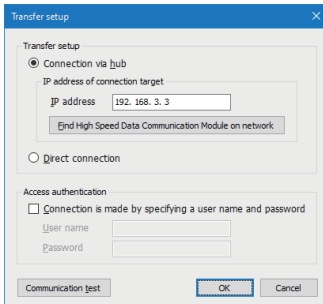 Transfer setup
Transfer setup
Connection via hub
IP address of connection target
IP address 192. 168. 3. 3
Find High Speed Data Communication Module on network
Direct connection
Access authentication
Connection is made by specifying a user name and password
User name
Password
Communication test OK Cancel